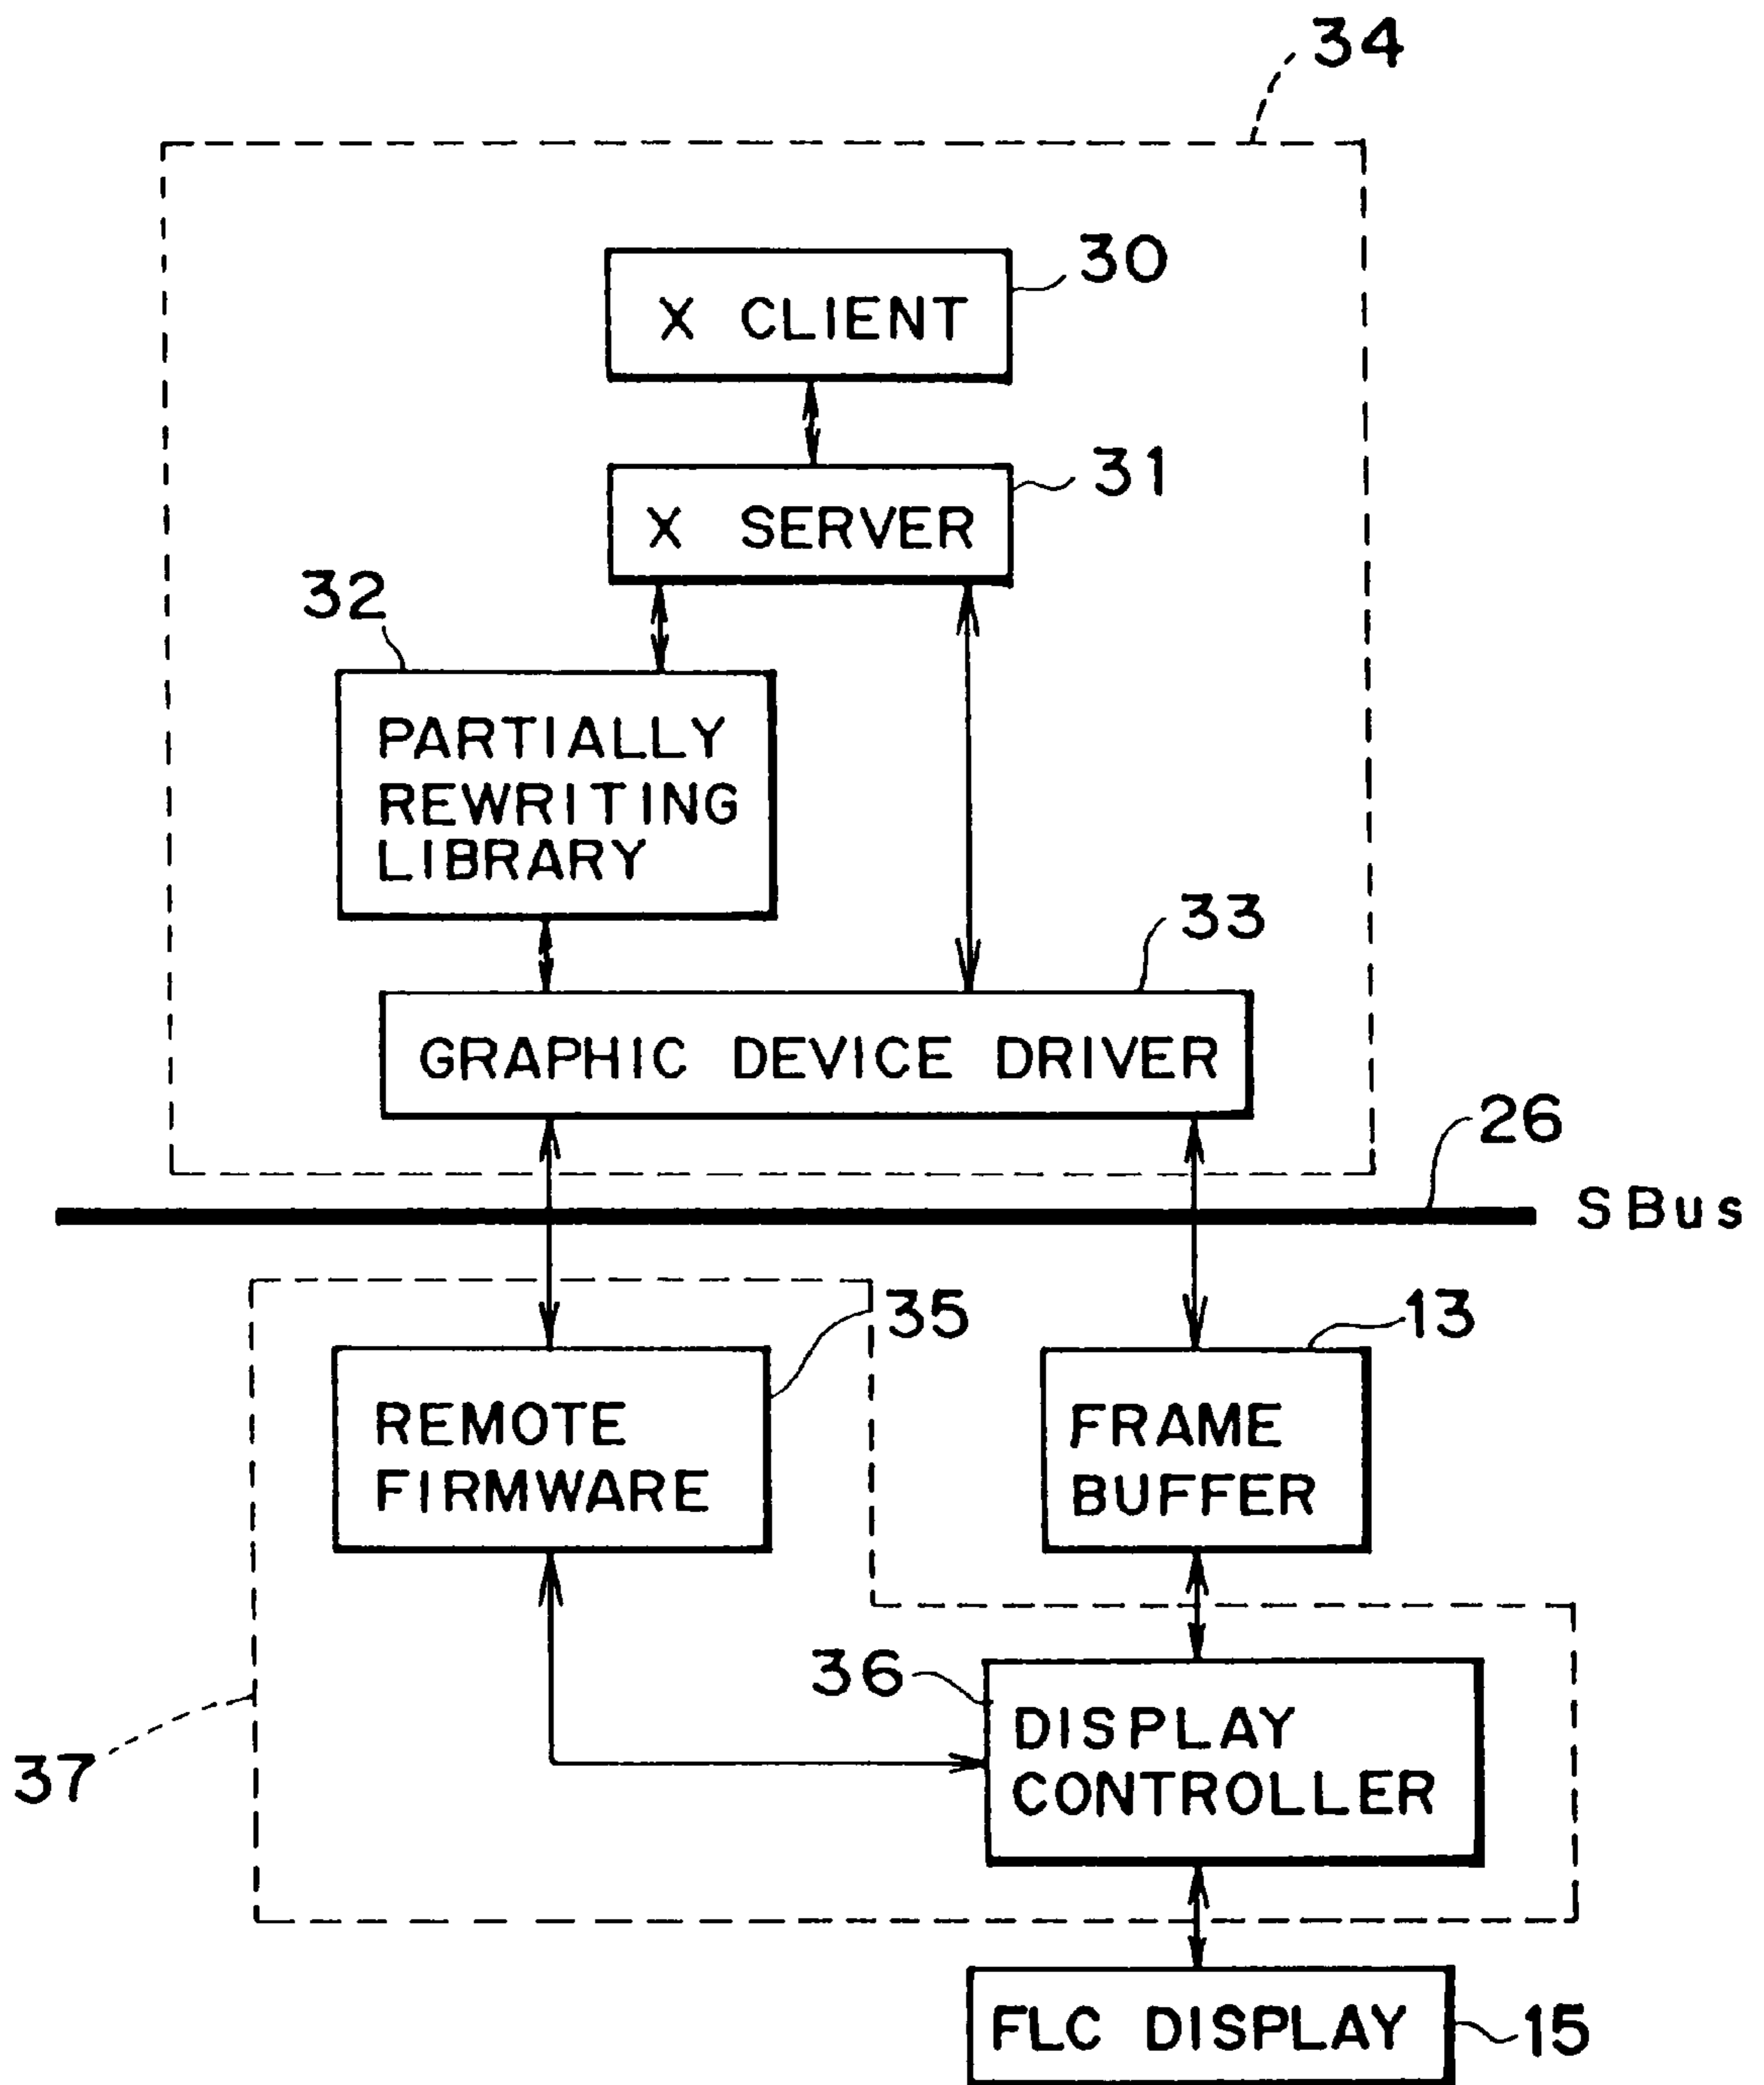 34
30
X CLIENT
31
X SERVER
32
PARTIALLY
REWRITING
LIBRARY
33
GRAPHIC DEVICE DRIVER
26
SBus
35
13
REMOTE
FIRMWARE
FRAME
BUFFER
36
DISPLAY
CONTROLLER
37
FLC DISPLAY
15